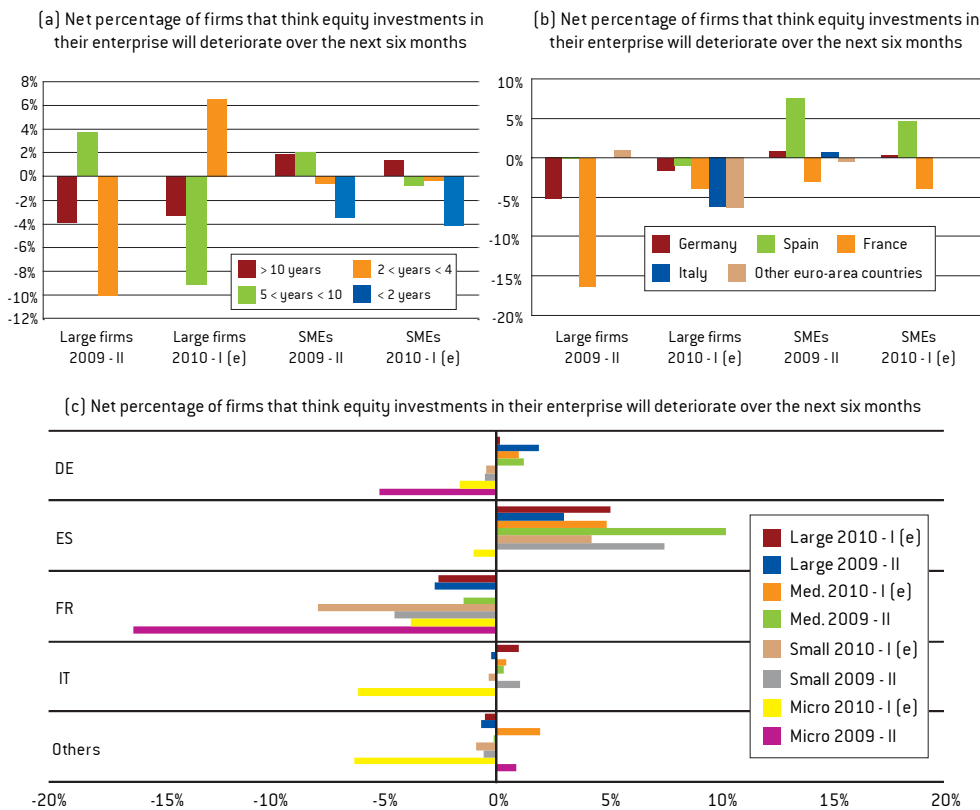 (a) Net percentage of firms that think equity investments in
their enterprise will deteriorate over the next six months
8%
6%
4%
2%
0%
-2%
-4%
-6%
-8%
-10%
-12%
> 10 years
2 < years < 4
5 < years < 10
< 2 years
Large firms
2009 - II
Large firms
2010 - I (e)
SMEs
2009 - II
SMEs
2010 - I (e)
(b) Net percentage of firms that think equity investments in
their enterprise will deteriorate over the next six months
10%
5%
0%
-5%
-10%
-15%
-20%
Germany
Spain
France
Italy
Other euro-area countries
Large firms
2009 - II
Large firms
2010 - I (e)
SMEs
2009 - II
SMEs
2010 - I (e)
(c) Net percentage of firms that think equity investments in their enterprise will deteriorate over the next six months
DE
ES
FR
IT
Others
Large 2010 - I (e)
Large 2009 - II
Med. 2010 - I (e)
Med. 2009 - II
Small 2010 - I (e)
Small 2009 - II
Micro 2010 - I (e)
Micro 2009 - II
-20%
-15%
-10%
-5%
0%
5%
10%
15%
20%